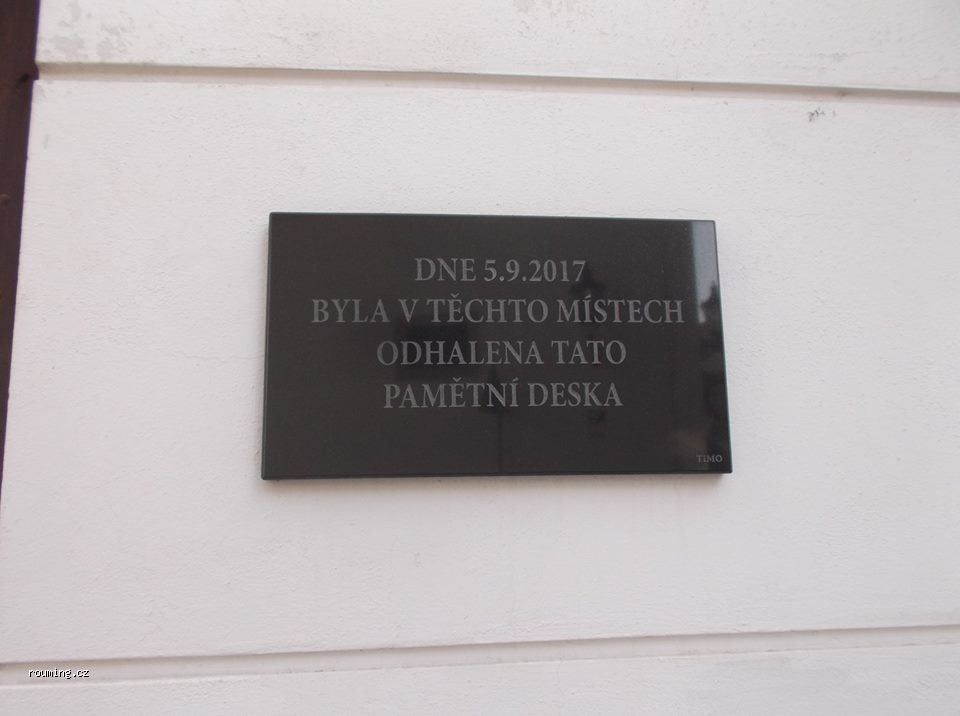 DNE 5.9.2017
BYLA V TĚCHTO MÍSTECH
ODHALENA TATO
PAMĚTNÍ DESKA
TIMO
rouming.cz